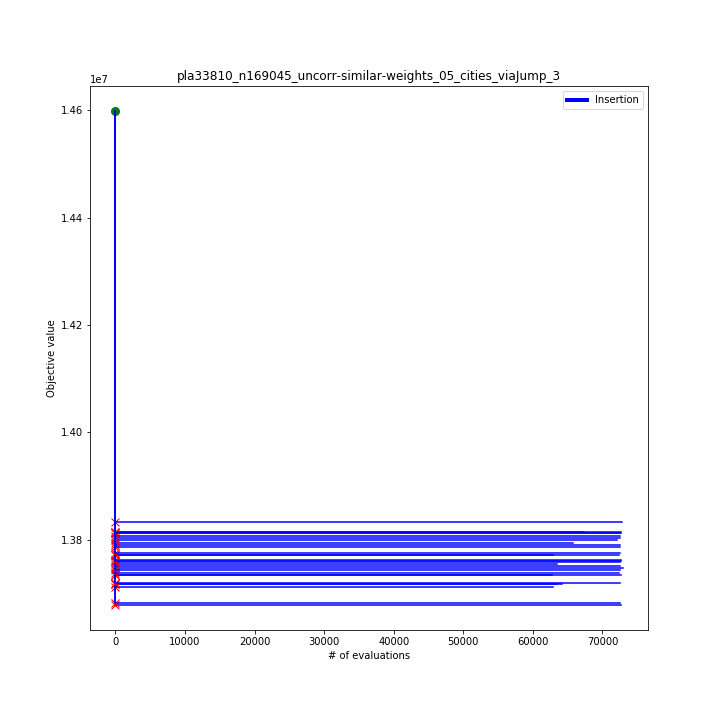 pla33810_n169045_uncorr-similar-weights_05_cities_viaJump_3
1e7
Insertion
1.46
1.44
1.42
1.40
1.38
Objective value
0 10000 20000 30000 40000 50000 60000 70000
# of evaluations